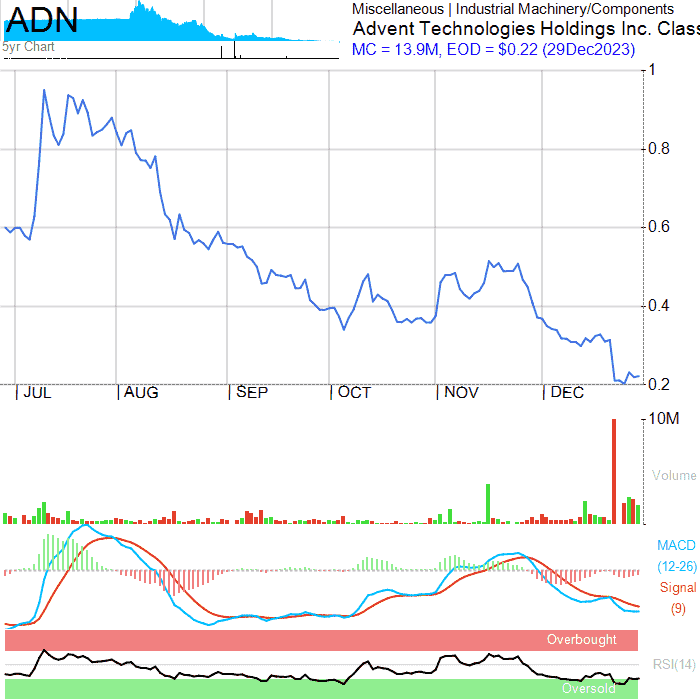 ADN
5yr Chart
Miscellaneous | Industrial Machinery/Components
Advent Technologies Holdings Inc. Class
MC = 13.9M, EOD = $0.22 (29Dec2023)
1
0.8
0.6
0.4
0.2
JUL AUG SEP OCT NOV DEC
10M
Volume
MACD
(12-26)
Signal
(9)
Overbought
RSI(14)
Oversold